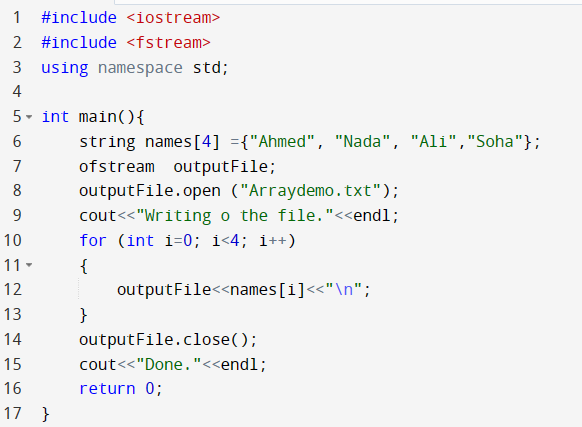 1 #include <iostream>
2 #include <fstream>
3 using namespace std;
4
5 int main(){
6     string names[4] ={"Ahmed", "Nada", "Ali","Soha"};
7     ofstream  outputFile;
8     outputFile.open ("Arraydemo.txt");
9     cout<<"Writing o the file."<<endl;
10     for (int i=0; i<4; i++)
11     {
12         outputFile<<names[i]<<"\n";
13     }
14     outputFile.close();
15     cout<<"Done."<<endl;
16     return 0;
17 }